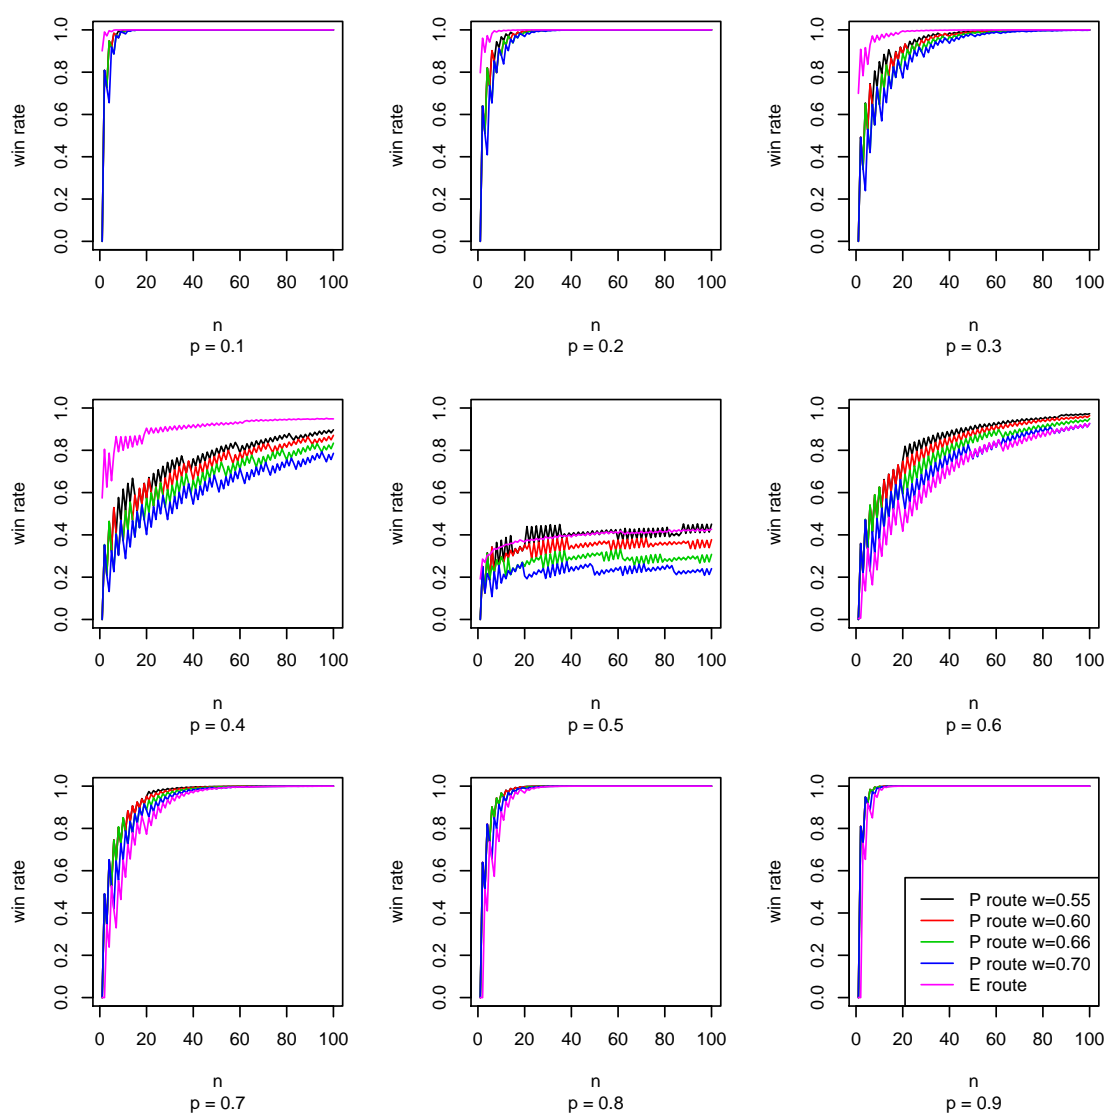 win rate
0.0 0.2 0.4 0.6 0.8 1.0
0 20 40 60 80 100
n
p = 0.1
win rate
0.0 0.2 0.4 0.6 0.8 1.0
0 20 40 60 80 100
n
p = 0.2
win rate
0.0 0.2 0.4 0.6 0.8 1.0
0 20 40 60 80 100
n
p = 0.3
win rate
0.0 0.2 0.4 0.6 0.8 1.0
0 20 40 60 80 100
n
p = 0.4
win rate
0.0 0.2 0.4 0.6 0.8 1.0
0 20 40 60 80 100
n
p = 0.5
win rate
0.0 0.2 0.4 0.6 0.8 1.0
0 20 40 60 80 100
n
p = 0.6
win rate
0.0 0.2 0.4 0.6 0.8 1.0
0 20 40 60 80 100
n
p = 0.7
win rate
0.0 0.2 0.4 0.6 0.8 1.0
0 20 40 60 80 100
n
p = 0.8
win rate
0.0 0.2 0.4 0.6 0.8 1.0
P route w=0.55
P route w=0.60
P route w=0.66
P route w=0.70
E route
0 20 40 60 80 100
n
p = 0.9